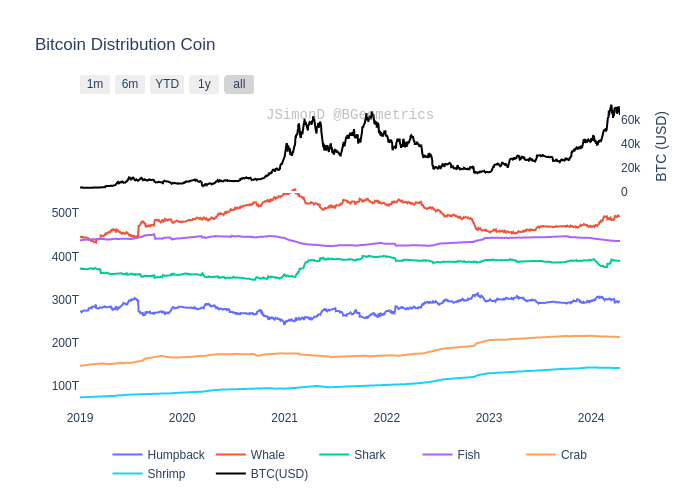 Bitcoin Distribution Coin
1m 6m YTD 1y all
JSimonD @BGeometrics
60k
40k
20k
0
BTC (USD)
500T
400T
300T
200T
100T
2019 2020 2021 2022 2023 2024
Humpback Whale Shark Fish Crab
Shrimp BTC(USD)